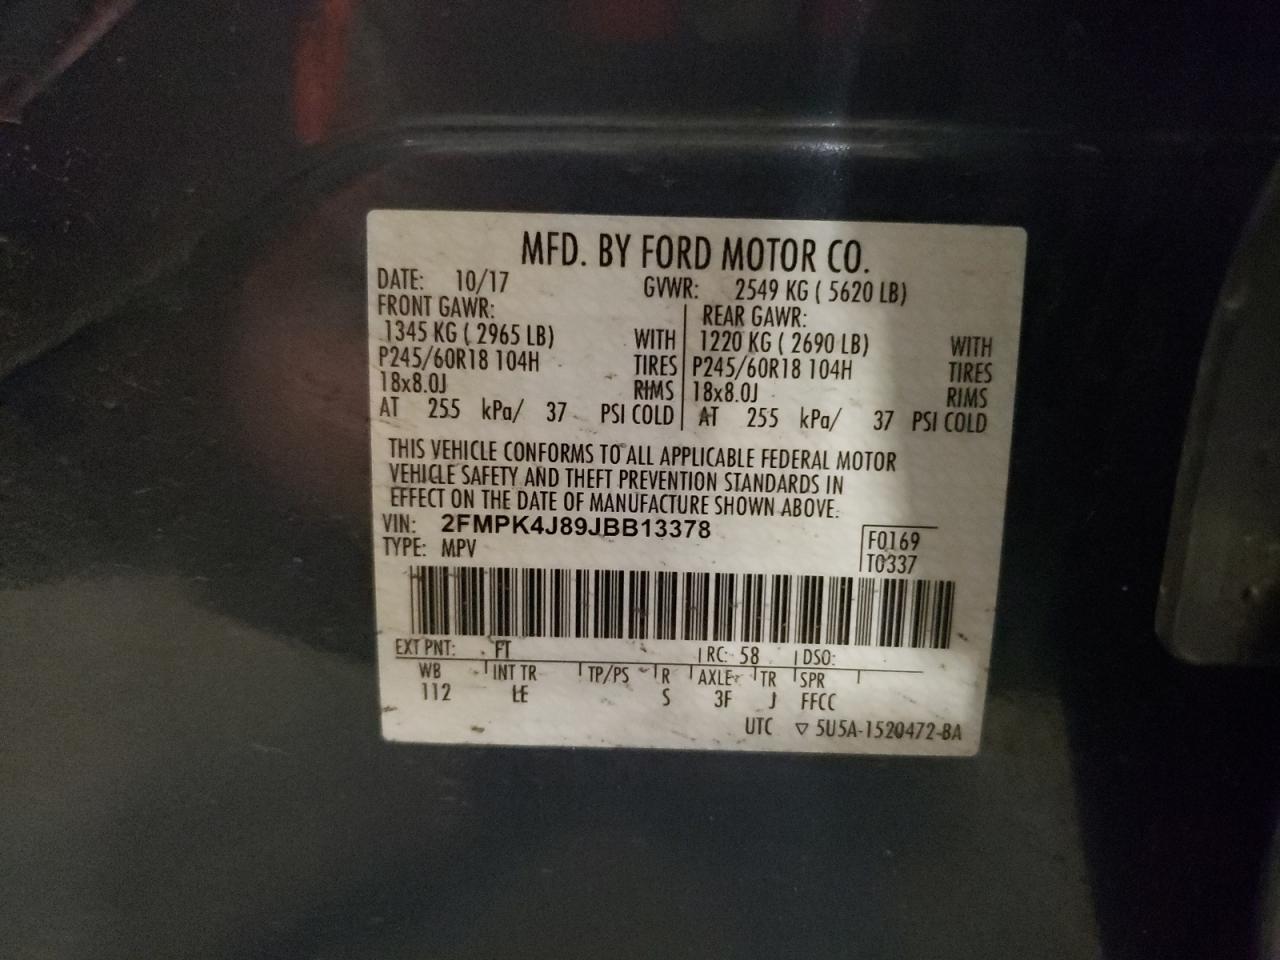 MFD. BY FORD MOTOR CO.
DATE: 10/17 GVWR: 2549 KG ( 5620 LB)
FRONT GAWR: REAR GAWR:
1345 KG ( 2965 LB) WITH 1220 KG ( 2690 LB) WITH
P245/60R18 104H TIRES P245/60R18 104H TIRES
18x8.0J RIMS 18x8.0J RIMS
AT 255 kPa/ 37 PSI COLD AT 255 kPa/ 37 PSI COLD
THIS VEHICLE CONFORMS TO ALL APPLICABLE FEDERAL MOTOR
VEHICLE SAFETY AND THEFT PREVENTION STANDARDS IN
EFFECT ON THE DATE OF MANUFACTURE SHOWN ABOVE.
VIN: 2FMPK4J89JBB13378
TYPE: MPV
F0169
T0337
EXT PNT: FT RC: 58 DSO:
WB INT TR TP/PS R AXLE TR SPR
112 LE S 3F J FFCC
UTC ▽ 5U5A-1520472-BA